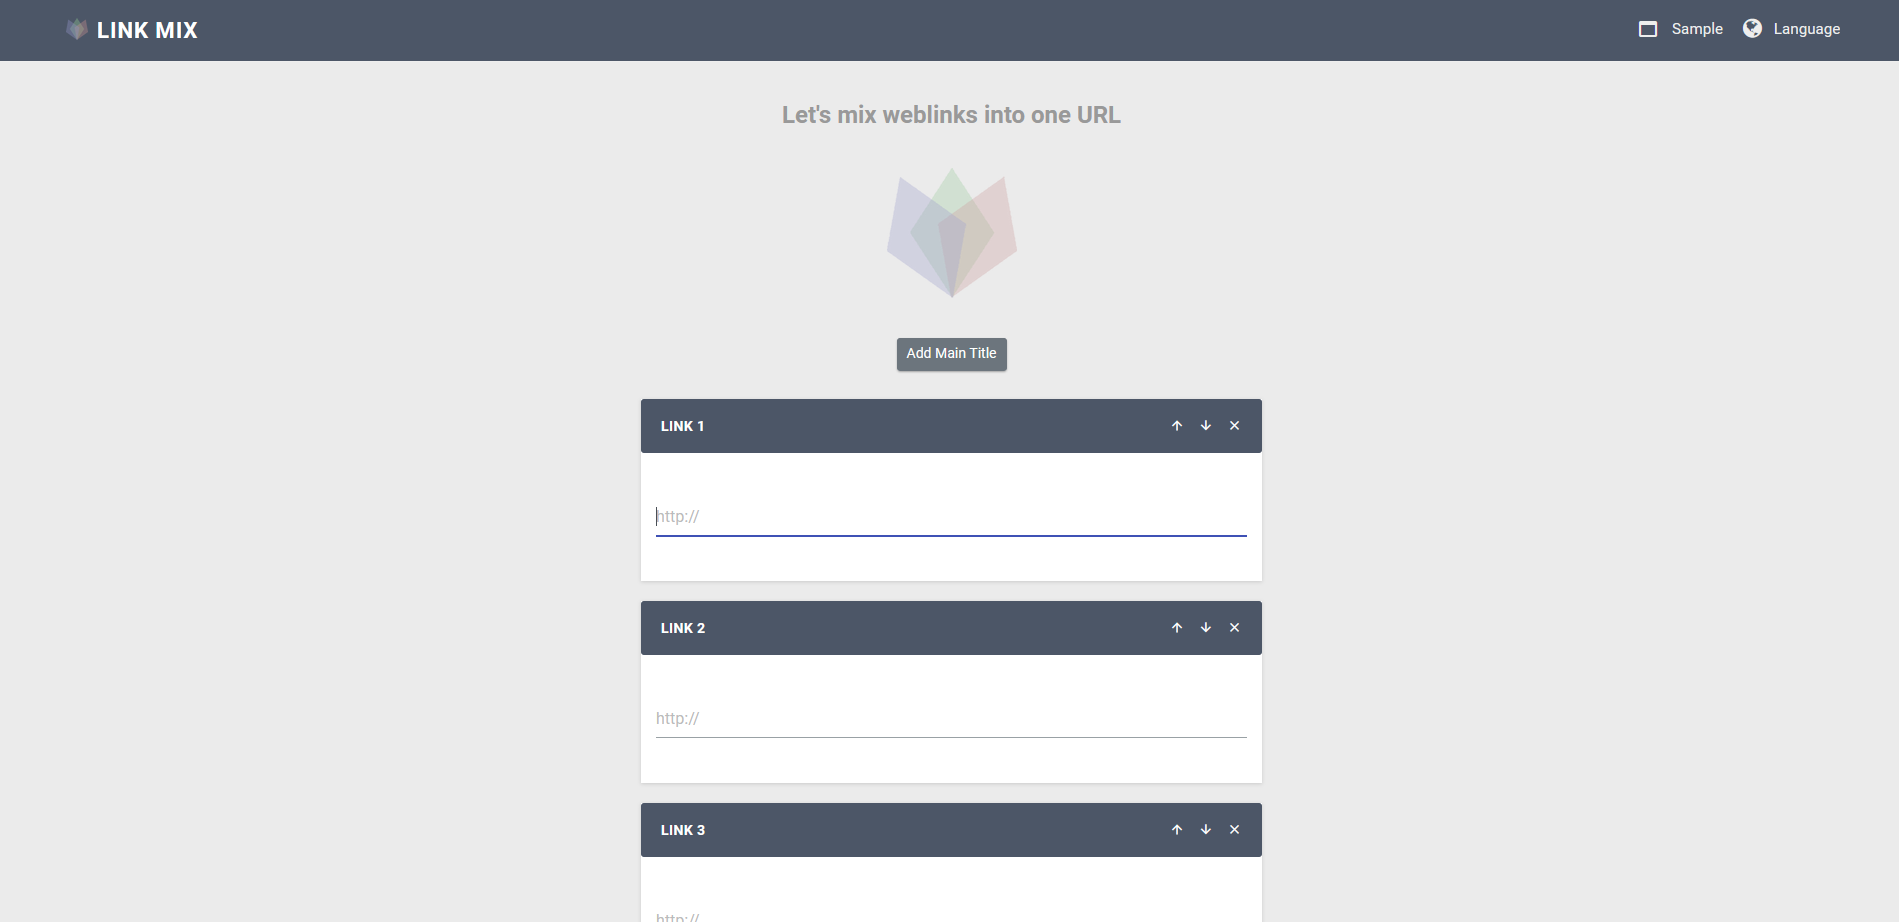 LINK MIX
Sample
Language
Let's mix weblinks into one URL
Add Main Title
LINK 1
http://
LINK 2
http://
LINK 3
http://